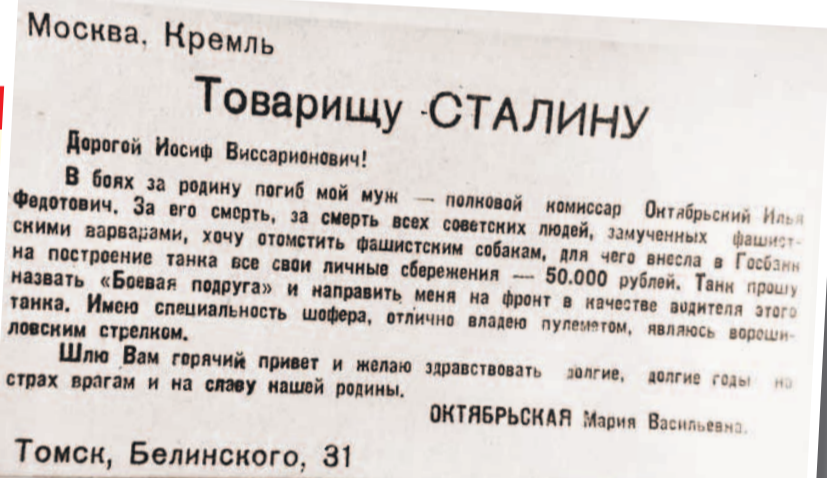 Москва, Кремль
Товарищу СТАЛИНУ
Дорогой Иосиф Виссарионович!
В боях за родину погиб мой муж — полковой комиссар Октябрьский Илья
Федотович. За его смерть, за смерть всех советских людей, замученных фашист-
скими варварами, хочу отомстить фашистским собакам, для чего внесла в Госбанк
на построение танка все свои личные сбережения — 50.000 рублей. Танк прошу
назвать «Боевая подруга» и направить меня на фронт в качестве водителя этого
танка. Имею специальность шофера, отлично владею пулеметом, являюсь вороши-
ловским стрелком.
Шлю Вам горячий привет и желаю здравствовать долгие, долгие годы на
страх врагам и на славу нашей родины.
ОКТЯБРЬСКАЯ Мария Васильевна.
Томск, Белинского, 31